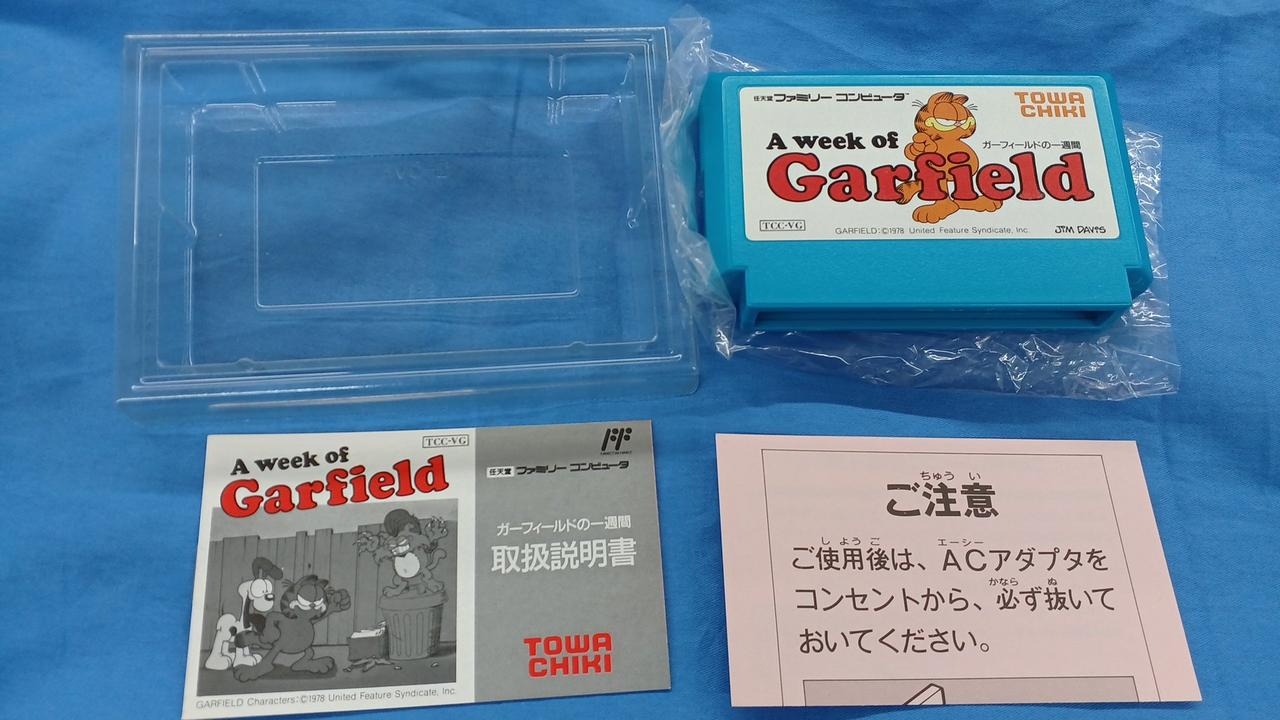 任天堂 ファミリー コンピュータ™
TOWA
CHIKI
A week of
ガーフィールドの一週間
Garfield
TCC-VG
GARFIELD:©1978 United Feature Syndicate, Inc.
JIM DAVIS
A week of
Garfield
TCC-VG
GARFIELD Characters:©1978 United Feature Syndicate, Inc.
任天堂 ファミリー コンピュータ
ガーフィールドの一週間
取扱説明書
TOWA
CHIKI
ちゅう い
ご注意
しようご エーシー
ご使用後は、ACアダプタを
かなら ぬ
コンセントから、必ず抜いて
おいてください。